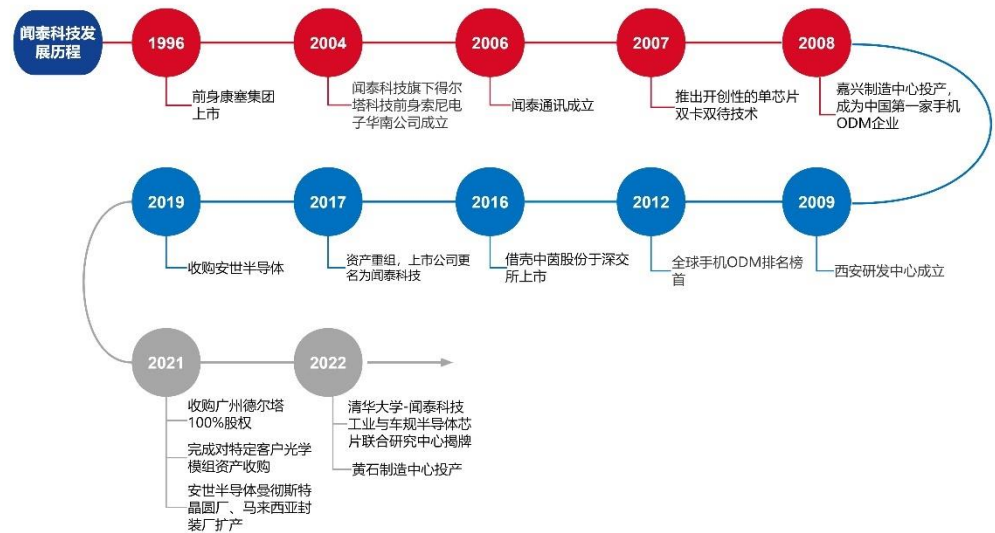 闻泰科技发
展历程
1996
前身康塞集团
上市
2004
闻泰科技旗下得尔
塔科技前身索尼电
子华南公司成立
2006
闻泰通讯成立
2007
推出开创性的单芯片
双卡双待技术
2008
嘉兴制造中心投产，
成为中国第一家手机
ODM企业
2009
西安研发中心成立
2012
全球手机ODM排名榜
首
2016
借壳中茵股份于深交
所上市
2017
资产重组，上市公司更
名为闻泰科技
2019
收购安世半导体
2021
收购广州德尔塔
100%股权
完成对特定客户光学
模组资产收购
安世半导体曼彻斯特
晶圆厂、马来西亚封
装厂扩产
2022
清华大学-闻泰科技
工业与车规半导体芯
片联合研究中心揭牌
黄石制造中心投产